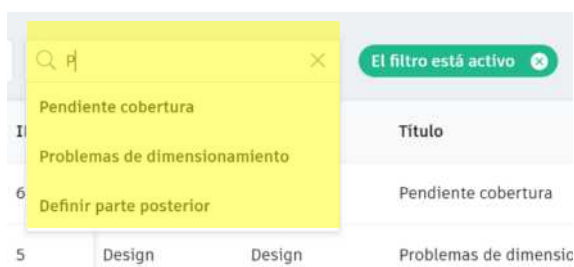 P
El filtro está activo
Pendiente cobertura
Título
Problemas de dimensionamiento
6
Pendiente cobertura
Definir parte posterior
5 Design Design Problemas de dimensio